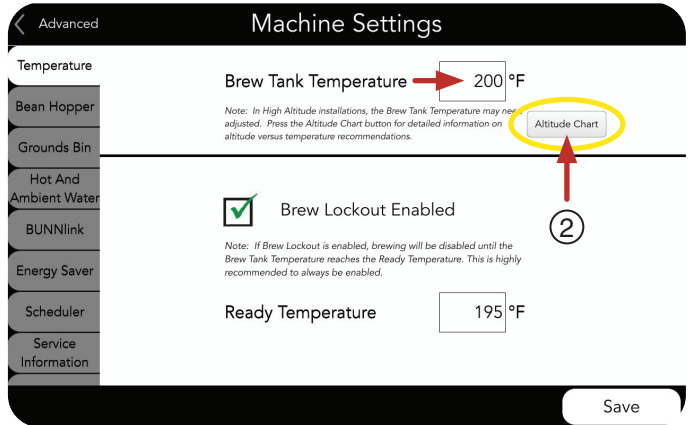 Advanced
Machine Settings
Temperature
Bean Hopper
Grounds Bin
Hot And
Ambient Water
BUNNlink
Energy Saver
Scheduler
Service
Information
Brew Tank Temperature
200 °F
Note: In High Altitude installations, the Brew Tank Temperature may need
adjusted. Press the Altitude Chart button for detailed information on
altitude versus temperature recommendations.
Altitude Chart
2
Brew Lockout Enabled
Note: If Brew Lockout is enabled, brewing will be disabled until the
Brew Tank Temperature reaches the Ready Temperature. This is highly
recommended to always be enabled.
Ready Temperature
195 °F
Save